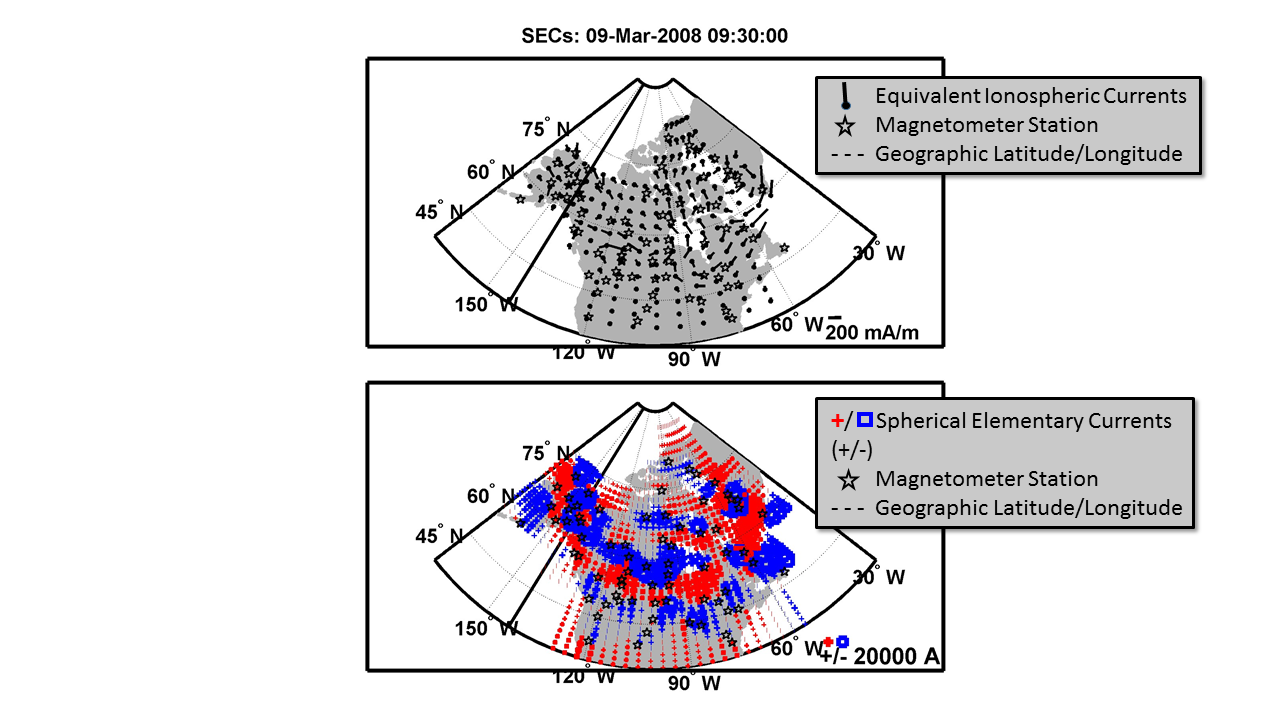 SECs: 09-Mar-2008 09:30:00
Equivalent Ionospheric Currents
Magnetometer Station
--- Geographic Latitude/Longitude
75° N
60° N
45° N
150° W
120° W
90° W
60° W
30° W
200 mA/m
+/ Spherical Elementary Currents
(+/-)
Magnetometer Station
--- Geographic Latitude/Longitude
75° N
60° N
45° N
150° W
120° W
90° W
60° W
30° W
+/- 20000 A